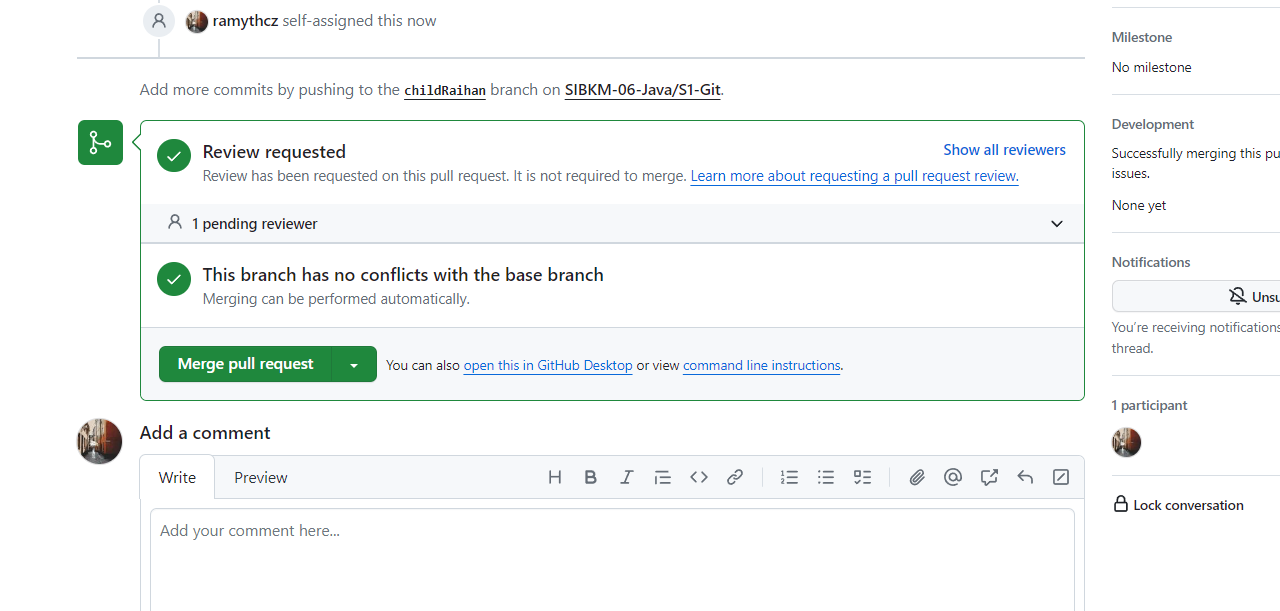 ramythcz self-assigned this now
Add more commits by pushing to the childRaihan branch on SIBKM-06-Java/S1-Git.
Review requested
Show all reviewers
Review has been requested on this pull request. It is not required to merge. Learn more about requesting a pull request review.
1 pending reviewer
This branch has no conflicts with the base branch
Merging can be performed automatically.
Merge pull request
You can also open this in GitHub Desktop or view command line instructions.
Add a comment
Write
Preview
Add your comment here...
Milestone
No milestone
Development
Successfully merging this pu
issues.
None yet
Notifications
Unsu
You're receiving notifications
thread.
1 participant
Lock conversation